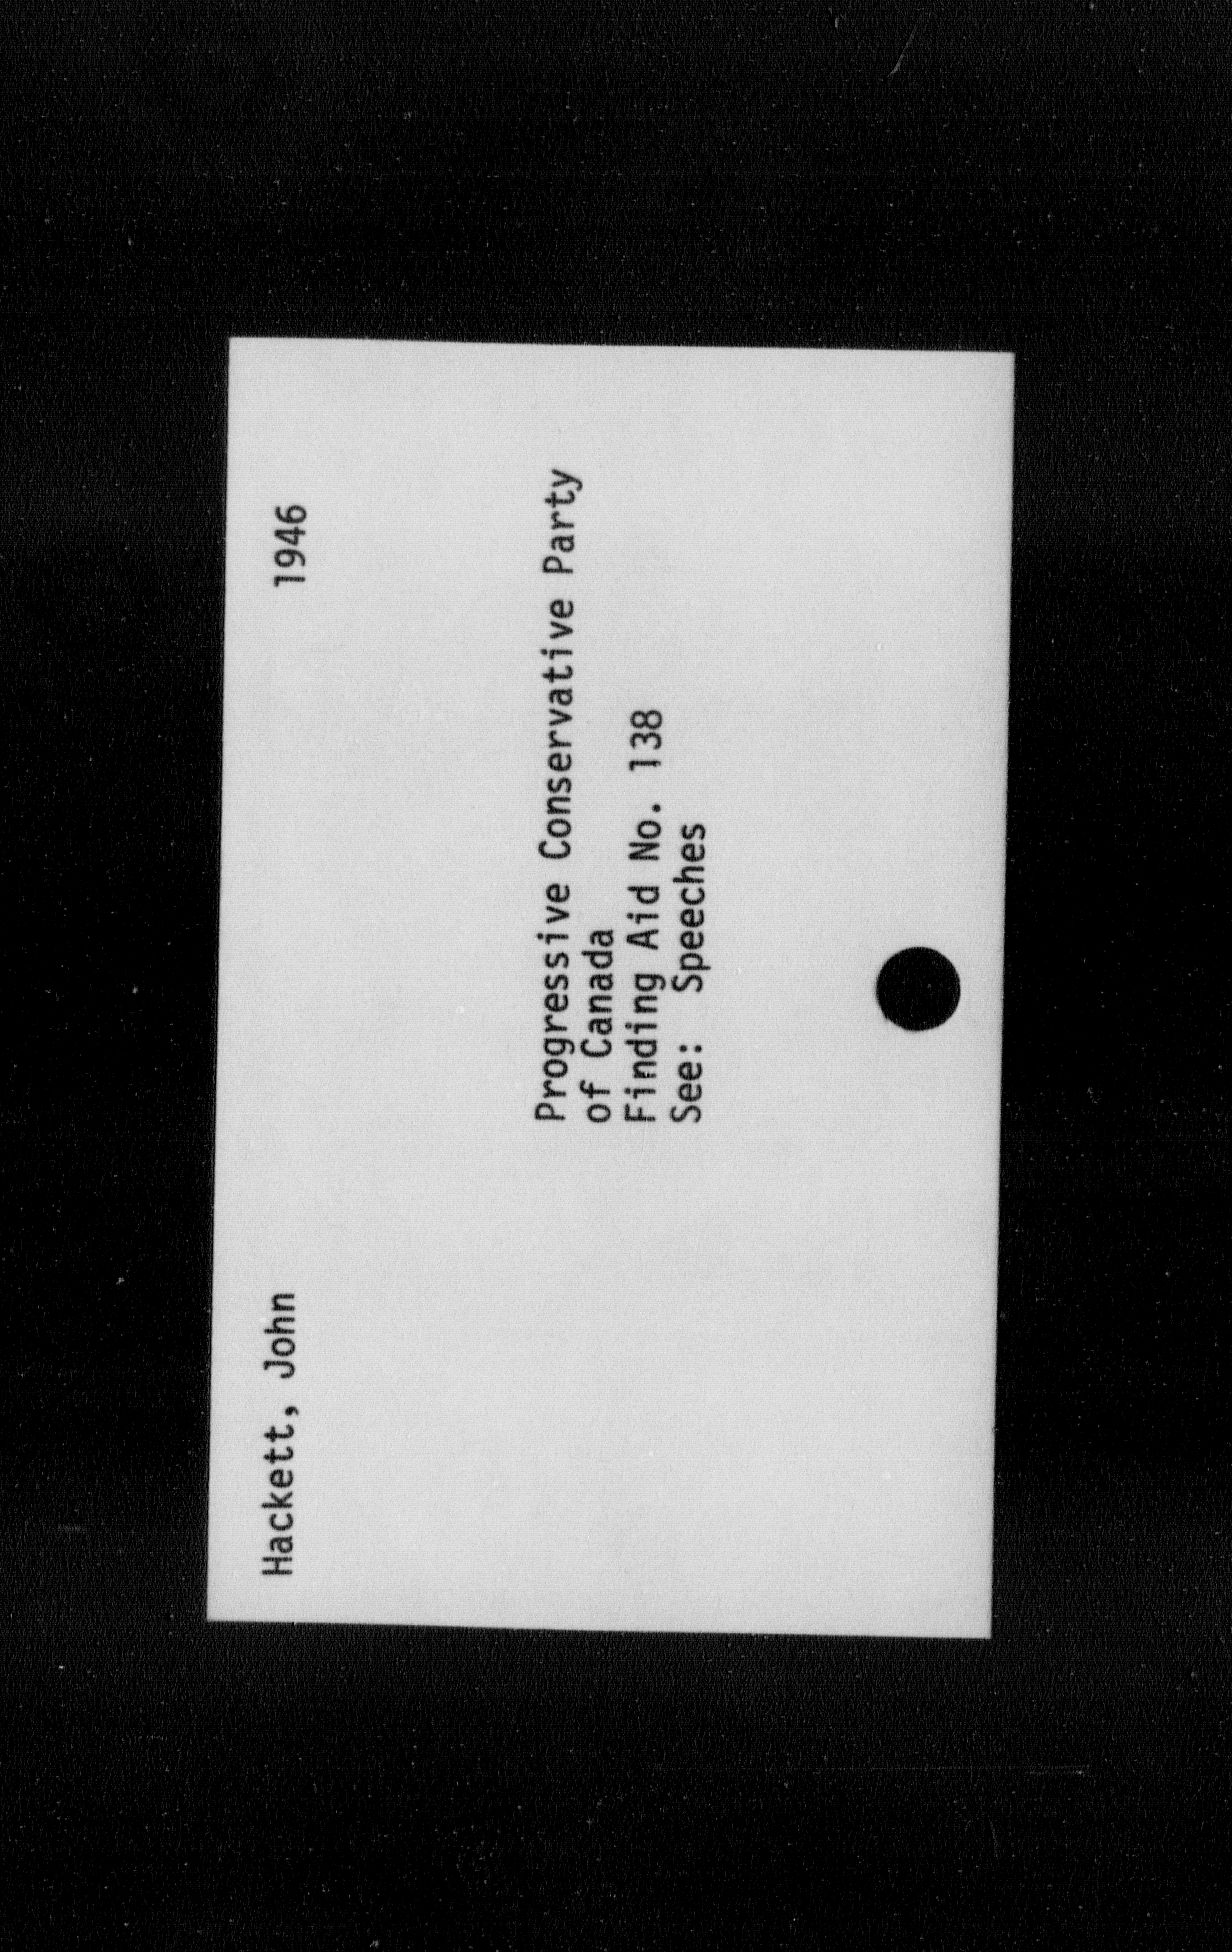 Hackett, John 1946
Progressive Conservative Party
of Canada
Finding Aid No. 138
See: Speeches